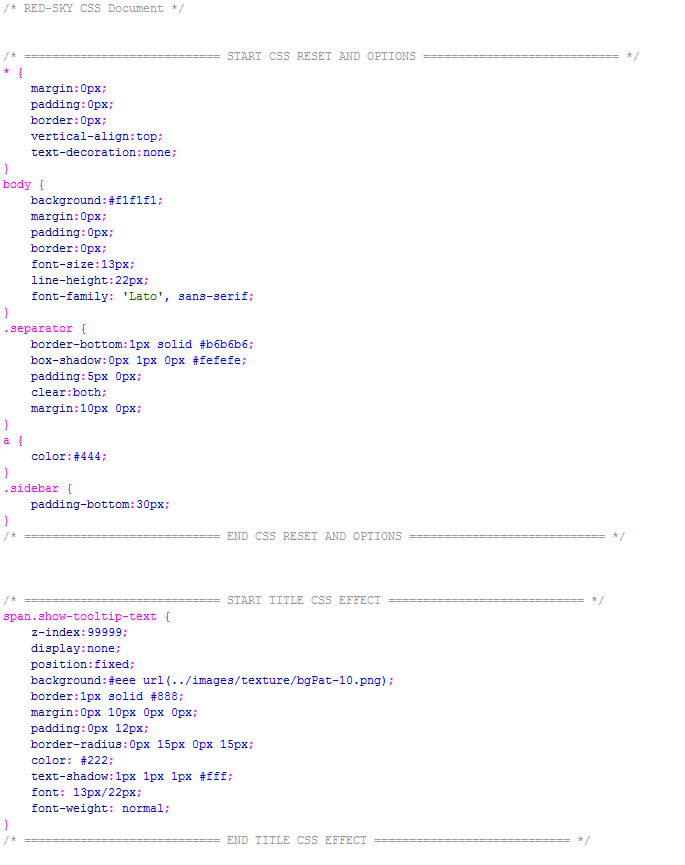 /* RED-SKY CSS Document */
/* ============================ START CSS RESET AND OPTIONS ============================ */
* {
    margin:0px;
    padding:0px;
    border:0px;
    vertical-align:top;
    text-decoration:none;
}
body {
    background:#f1f1f1;
    margin:0px;
    padding:0px;
    border:0px;
    font-size:13px;
    line-height:22px;
    font-family: 'Lato', sans-serif;
}
.separator {
    border-bottom:1px solid #b6b6b6;
    box-shadow:0px 1px 0px #fefefe;
    padding:5px 0px;
    clear:both;
    margin:10px 0px;
}
a {
    color:#444;
}
.sidebar {
    padding-bottom:30px;
}
/* ============================ END CSS RESET AND OPTIONS ============================ */
/* ============================ START TITLE CSS EFFECT ============================ */
span.show-tooltip-text {
    z-index:99999;
    display:none;
    position:fixed;
    background:#eee url(../images/texture/bgPat-10.png);
    border:1px solid #888;
    margin:0px 10px 0px 0px;
    padding:0px 12px;
    border-radius:0px 15px 0px 15px;
    color: #222;
    text-shadow:1px 1px 1px #fff;
    font: 13px/22px;
    font-weight: normal;
}
/* ============================ END TITLE CSS EFFECT ============================ */